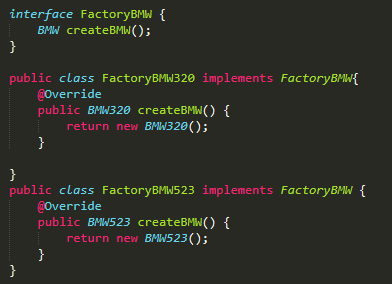 interface FactoryBMW {
    BMW createBMW();
}

public class FactoryBMW320 implements FactoryBMW{
    @Override
    public BMW320 createBMW() {
        return new BMW320();
    }

}
public class FactoryBMW523 implements FactoryBMW {
    @Override
    public BMW523 createBMW() {
        return new BMW523();
    }
}